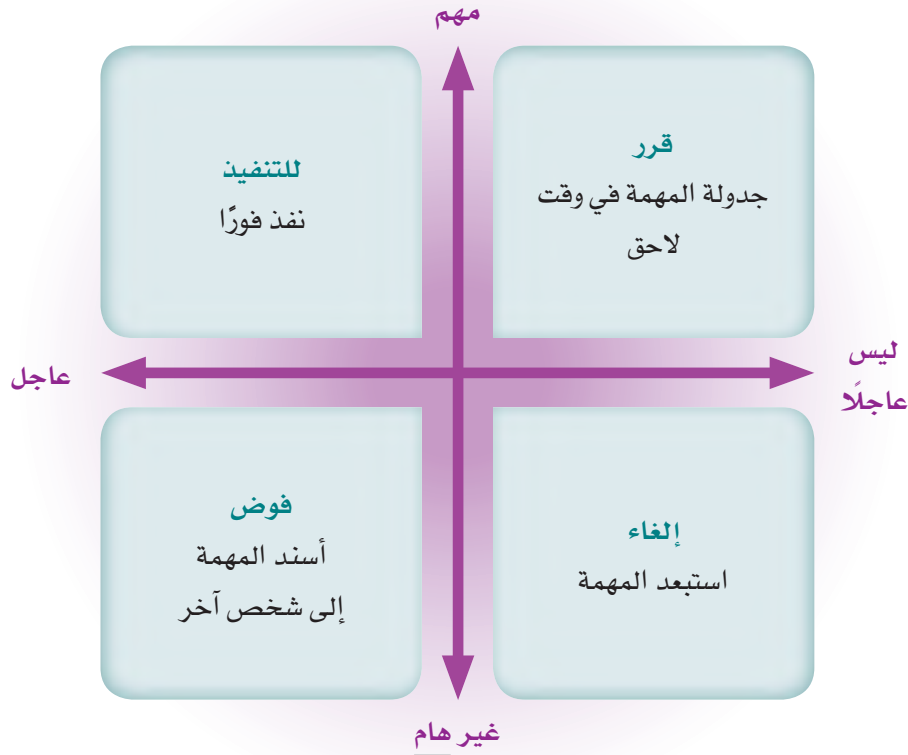 مهم
قرر
جدولة المهمة في وقت
لاحق
للتنفيذ
نفذ فورًا
ليس
عاجلًا
عاجل
إلغاء
استبعد المهمة
فوض
أسند المهمة
إلى شخص آخر
غير هام